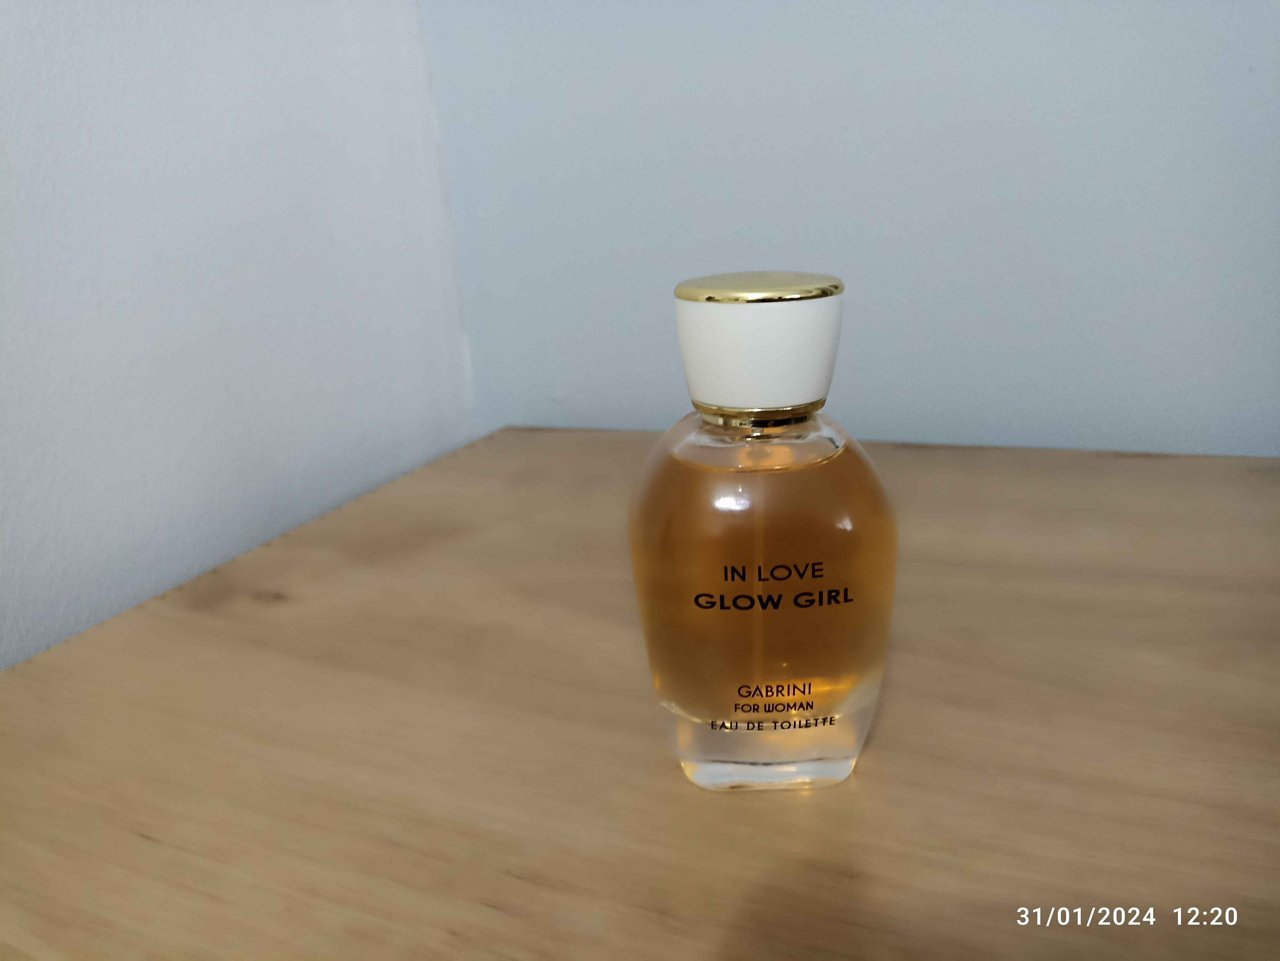 IN LOVE
GLOW GIRL
GABRINI
FOR WOMAN
EAU DE TOILETTE
31/01/2024 12:20